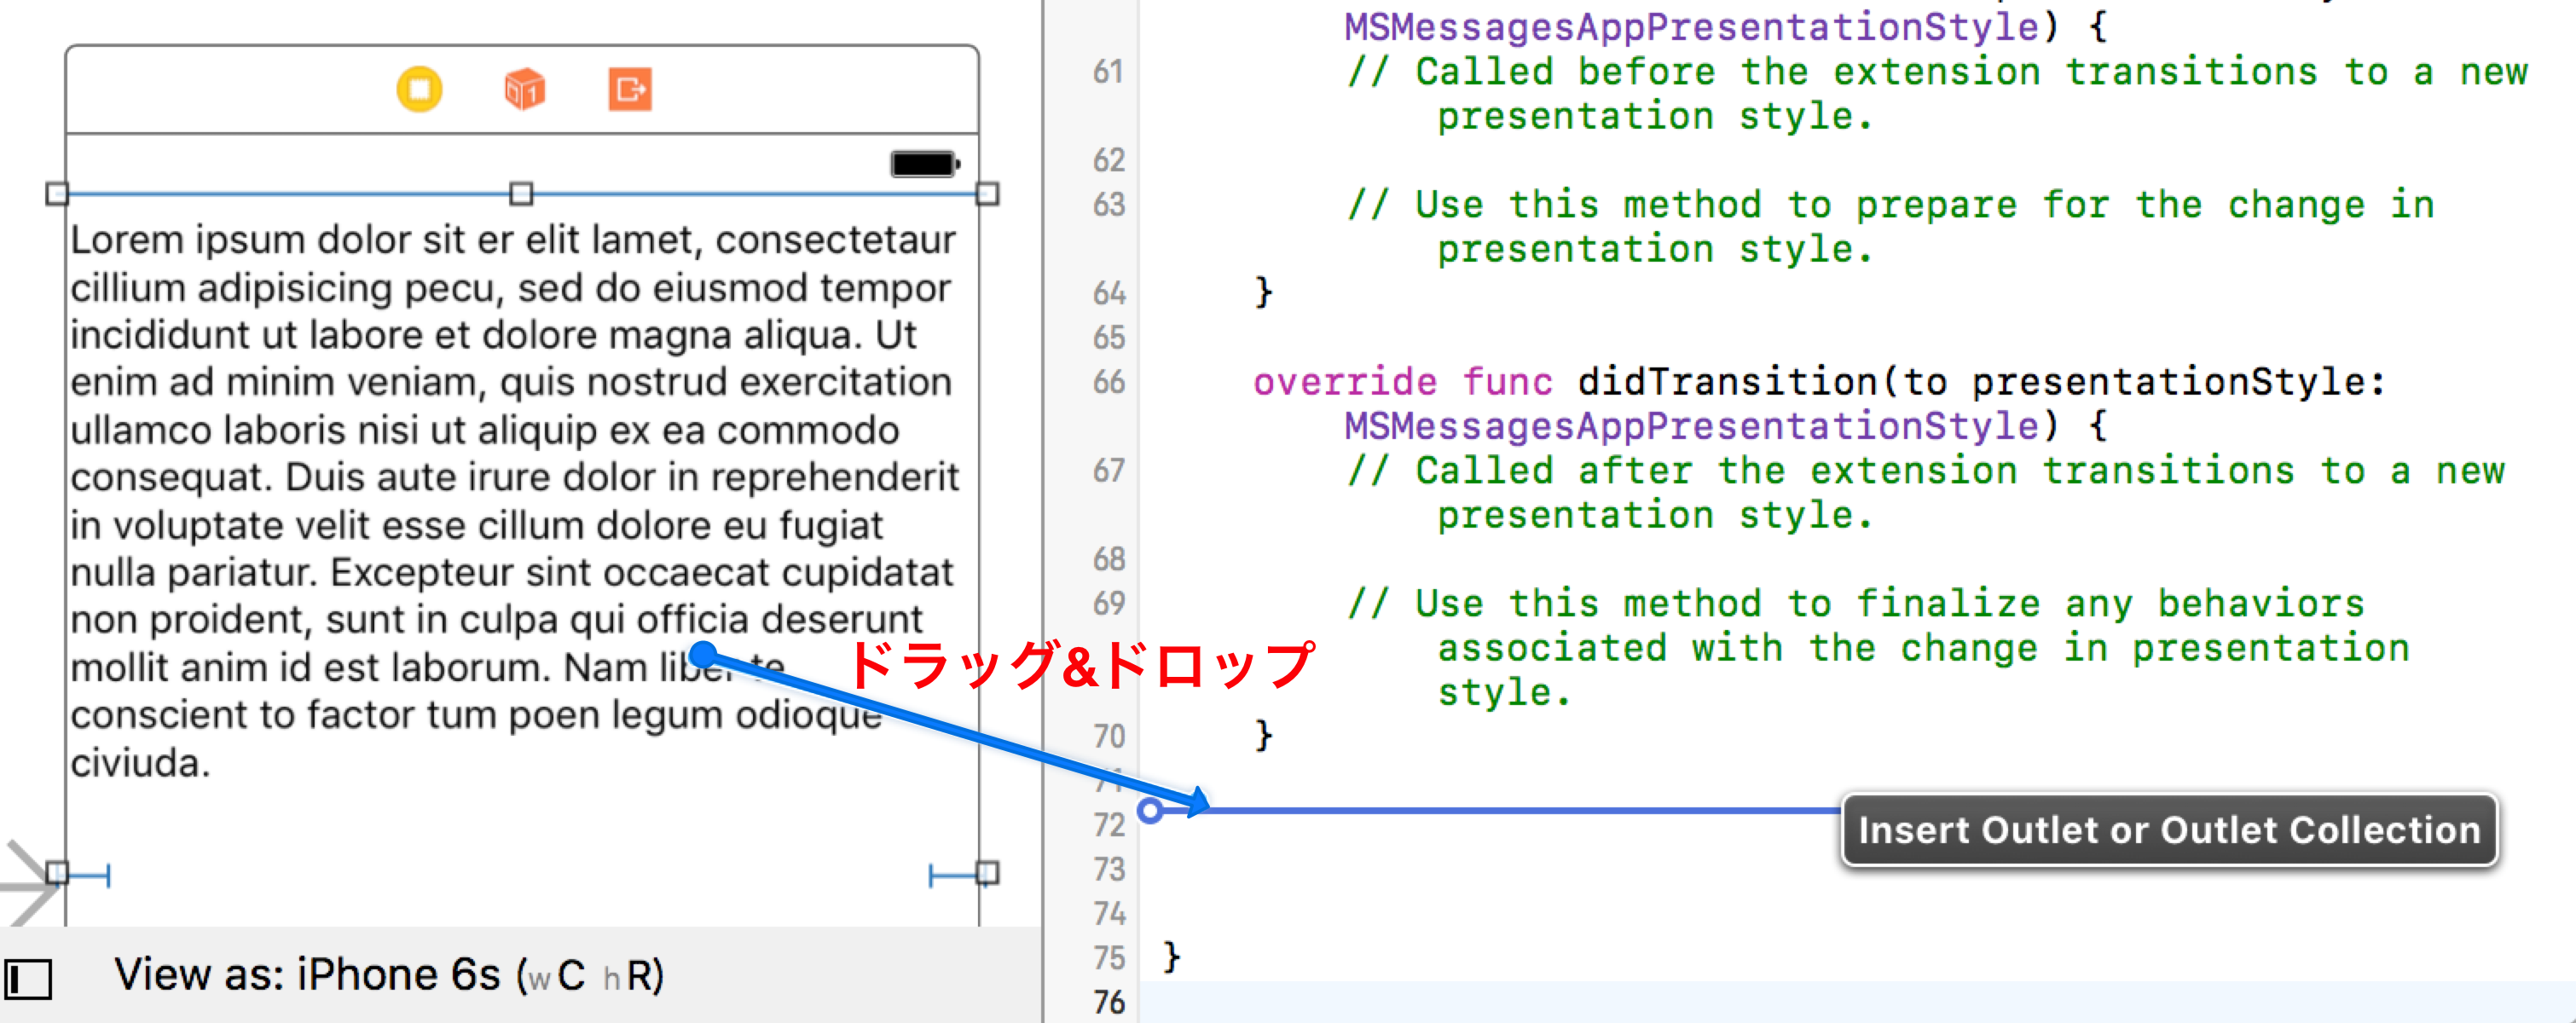 Lorem ipsum dolor sit er elit lamet, consectetaur
cillium adipisicing pecu, sed do eiusmod tempor
incididunt ut labore et dolore magna aliqua. Ut
enim ad minim veniam, quis nostrud exercitation
ullamco laboris nisi ut aliquip ex ea commodo
consequat. Duis aute irure dolor in reprehenderit
in voluptate velit esse cillum dolore eu fugiat
nulla pariatur. Excepteur sint occaecat cupidatat
non proident, sunt in culpa qui officia deserunt
mollit anim id est laborum. Nam liber te
conscient to factor tum poen legum odioque
civiuda.
View as: iPhone 6s (wC hR)
ドラッグ&ドロップ
MSMessagesAppPresentationStyle) {
61 // Called before the extension transitions to a new
presentation style.
62
63 // Use this method to prepare for the change in
presentation style.
64 }
65
66 override func didTransition(to presentationStyle:
MSMessagesAppPresentationStyle) {
67 // Called after the extension transitions to a new
presentation style.
68
69 // Use this method to finalize any behaviors
associated with the change in presentation
style.
70 }
71
72
Insert Outlet or Outlet Collection
73
74
75 }
76